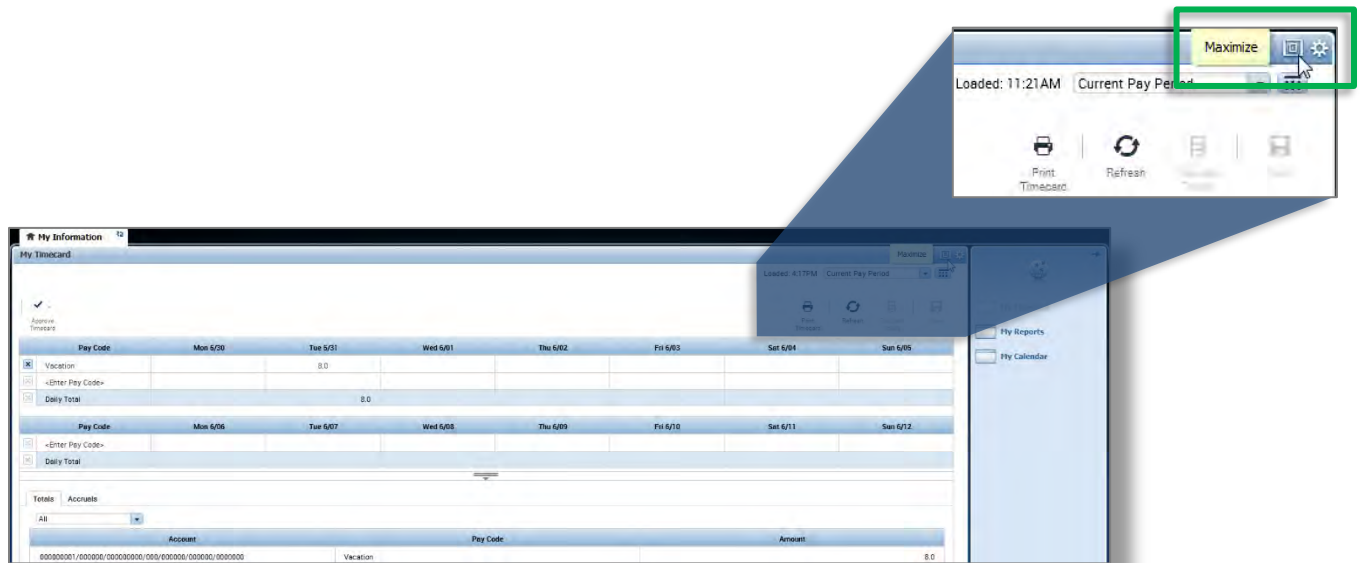 Maximize
Loaded: 11:21AM Current Pay Period
Print Timecard
Refresh
My Information
My Timecard
Maximize
Loaded: 4:17PM Current Pay Period
Approve Timecard
Print Timecard
Refresh
My Reports
My Calendar
Pay Code Mon 6/30 Tue 5/31 Wed 6/01 Thu 6/02 Fri 6/03 Sat 6/04 Sun 6/05
Vacation 8.0
<Enter Pay Code>
Daily Total 8.0
Pay Code Mon 6/06 Tue 6/07 Wed 6/08 Thu 6/09 Fri 6/10 Sat 6/11 Sun 6/12
<Enter Pay Code>
Daily Total
Totals Accruals
All
Account Pay Code Amount
000000001/000000/000000000/000/000000/000000/0000000 Vacation 8.0